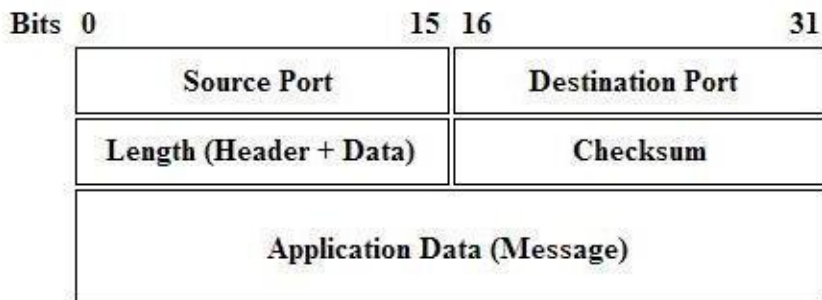 Bits 0 15 16 31
Source Port Destination Port
Length (Header + Data) Checksum
Application Data (Message)